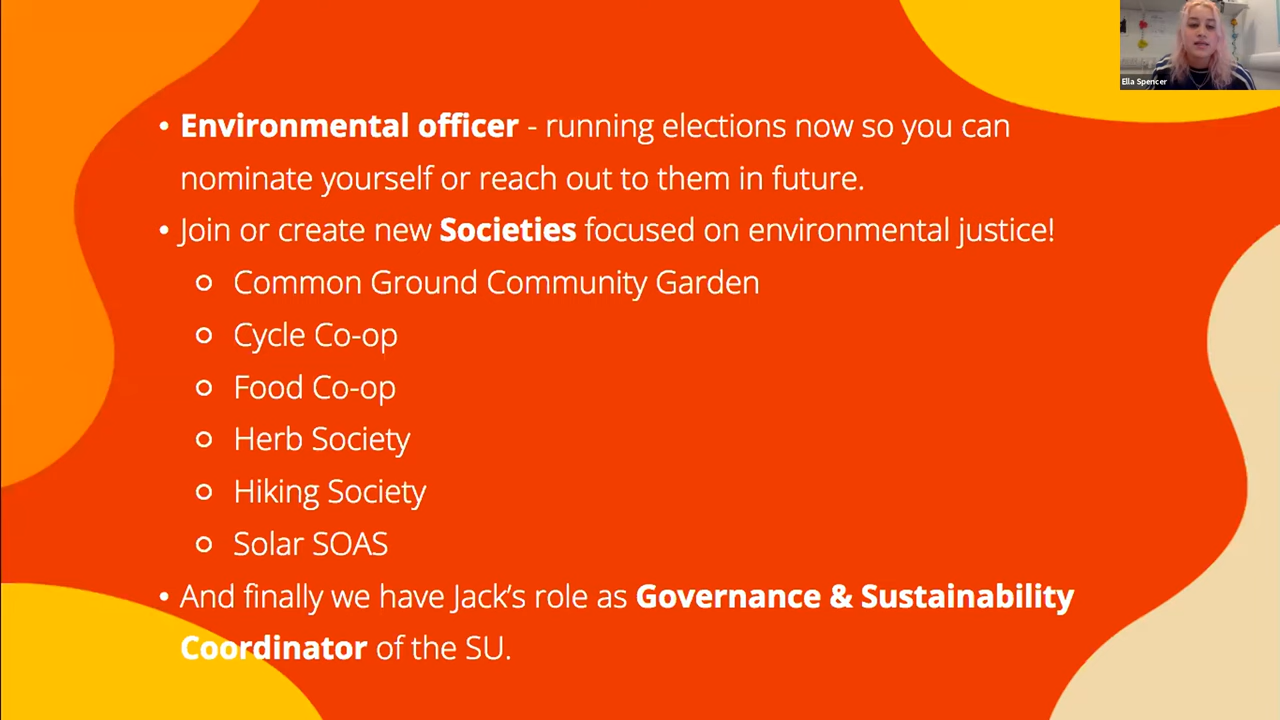 Ella Spencer
• Environmental officer - running elections now so you can
nominate yourself or reach out to them in future.
• Join or create new Societies focused on environmental justice!
○ Common Ground Community Garden
○ Cycle Co-op
○ Food Co-op
○ Herb Society
○ Hiking Society
○ Solar SOAS
• And finally we have Jack’s role as Governance & Sustainability
Coordinator of the SU.